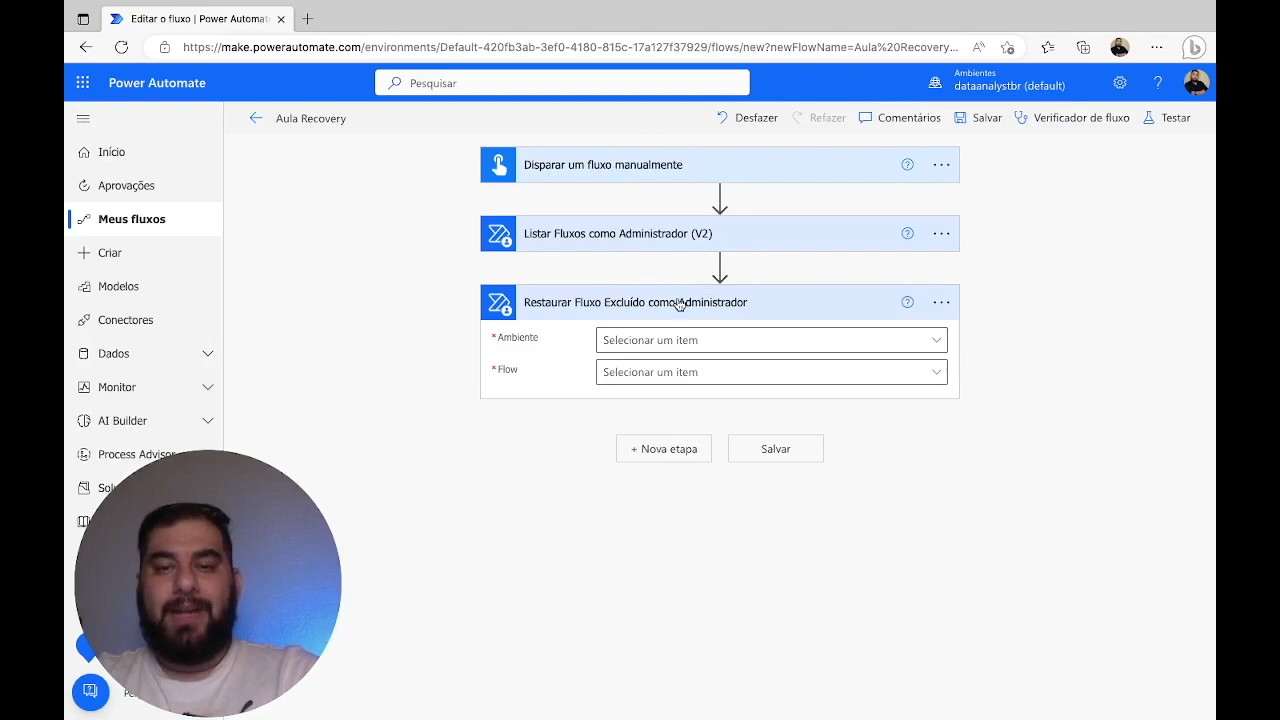 Editar o fluxo | Power Automat
https://make.powerautomate.com/environments/Default-420fb3ab-3ef0-4180-815c-17a127f37929/flows/new?newFlowName=Aula%20Recovery...
Power Automate
Pesquisar
Ambientes
dataanalystbr (default)
Aula Recovery
Desfazer
Refazer
Comentários
Salvar
Verificador de fluxo
Testar
Início
Aprovações
Meus fluxos
Criar
Modelos
Conectores
Dados
Monitor
AI Builder
Process Advisor
Disparar um fluxo manualmente
Listar Fluxos como Administrador (V2)
Restaurar Fluxo Excluído como Administrador
*Ambiente
Selecionar um item
*Flow
Selecionar um item
+ Nova etapa
Salvar